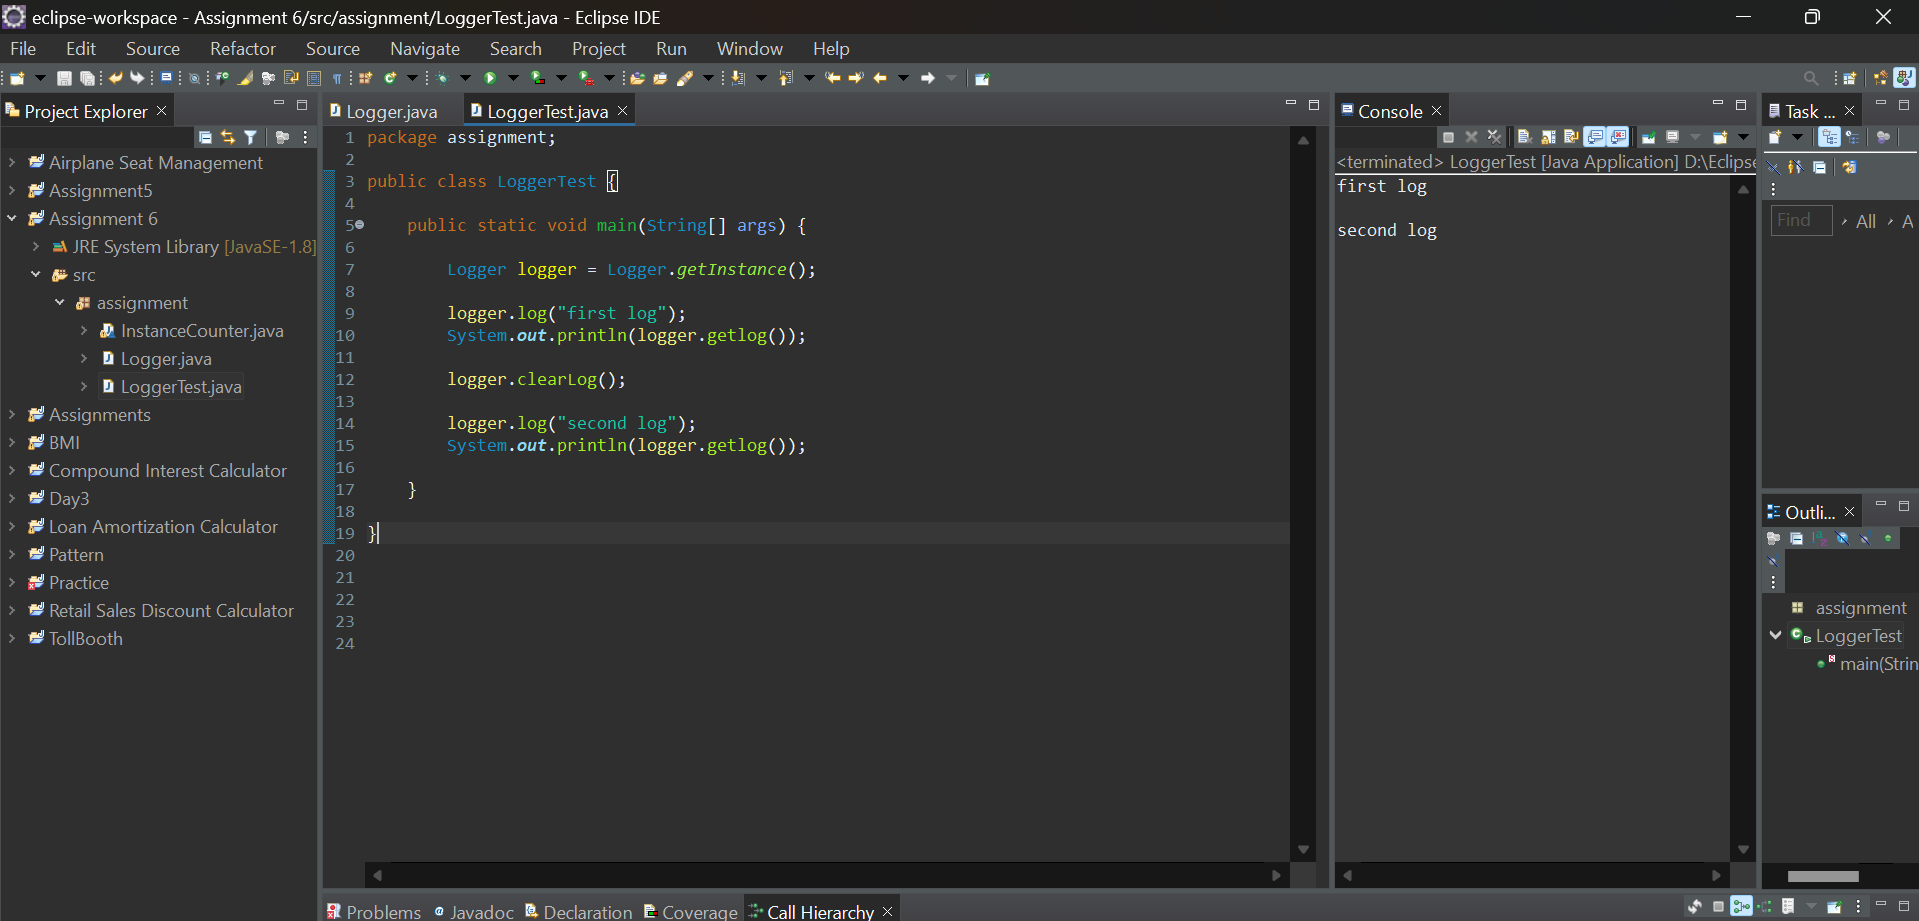 eclipse-workspace - Assignment 6/src/assignment/LoggerTest.java - Eclipse IDE
File Edit Source Refactor Source Navigate Search Project Run Window Help
Project Explorer
Airplane Seat Management
Assignment5
Assignment 6
JRE System Library [JavaSE-1.8]
src
assignment
InstanceCounter.java
Logger.java
LoggerTest.java
Assignments
BMI
Compound Interest Calculator
Day3
Loan Amortization Calculator
Pattern
Practice
Retail Sales Discount Calculator
TollBooth
Logger.java LoggerTest.java
1 package assignment;
2
3 public class LoggerTest {
4
5 public static void main(String[] args) {
6
7 Logger logger = Logger.getInstance();
8
9 logger.log("first log");
10 System.out.println(logger.getlog());
11
12 logger.clearLog();
13
14 logger.log("second log");
15 System.out.println(logger.getlog());
16
17 }
18
19 }
20
21
22
23
24
Console
<terminated> LoggerTest [Java Application] D:\Eclipse
first log
second log
Task ...
Find All A
Outli...
assignment
LoggerTest
main(Strin
Problems Javadoc Declaration Coverage Call Hierarchy